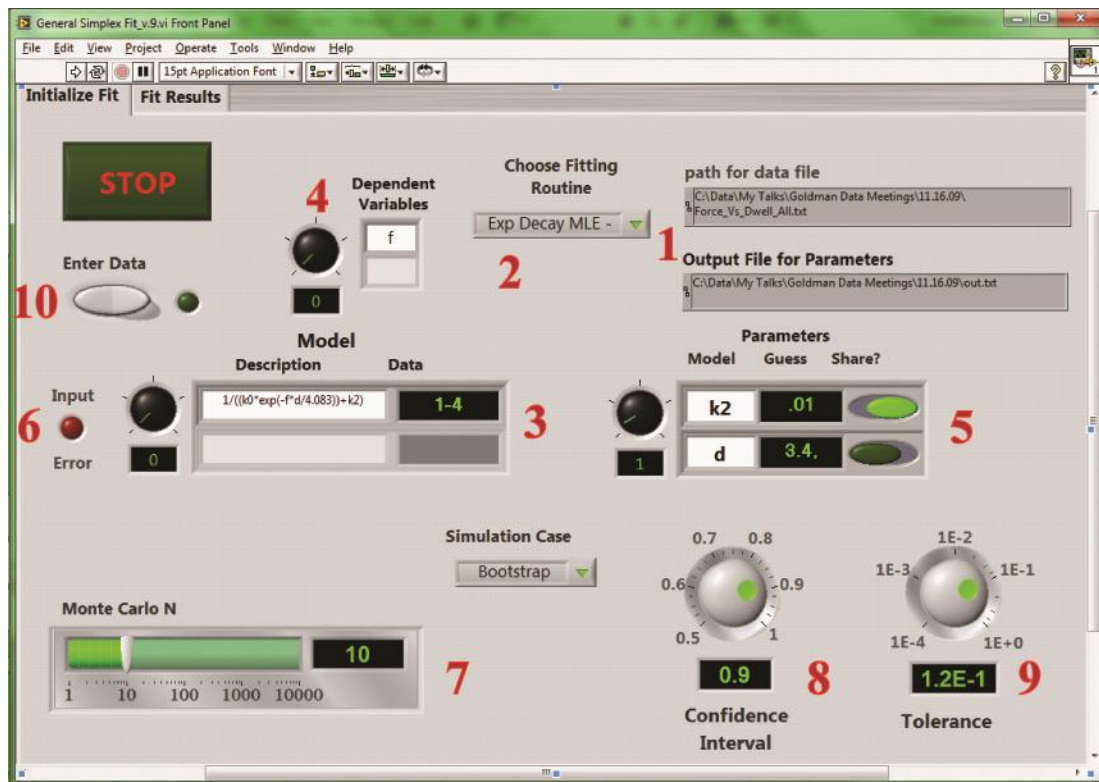 General Simplex Fit_v.9.vi Front Panel
File Edit View Project Operate Tools Window Help
15pt Application Font
Initialize Fit Fit Results
STOP
4
Dependent
Variables
f
0
Choose Fitting
Routine
Exp Decay MLE -
2
1
path for data file
C:\Data\My Talks\Goldman Data Meetings\11.16.09\
Force_Vs_Dwell_All.txt
Output File for Parameters
C:\Data\My Talks\Goldman Data Meetings\11.16.09\out.txt
Enter Data
10
Model
Description Data
Input
6
Error
0
1/((k0*exp(-f*d/4.083))+k2)
1-4
3
Parameters
Model Guess Share?
k2 .01
d 3.4,
1
5
Simulation Case
Bootstrap
Monte Carlo N
10
1 10 100 1000 10000
7
0.5 0.6 0.7 0.8 0.9 1
0.9
8
Confidence
Interval
1E-4 1E-3 1E-2 1E-1 1E+0
1.2E-1
9
Tolerance